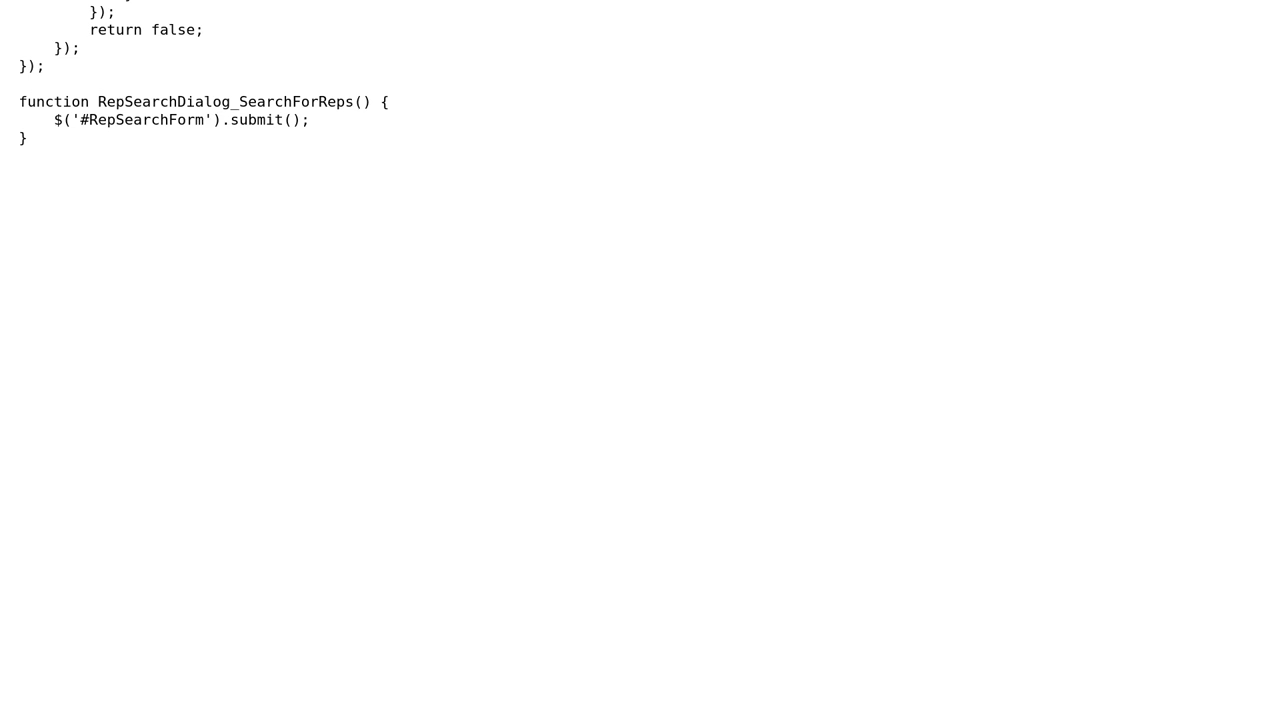 });
        return false;
    });
});

function RepSearchDialog_SearchForReps() {
    $('#RepSearchForm').submit();
}